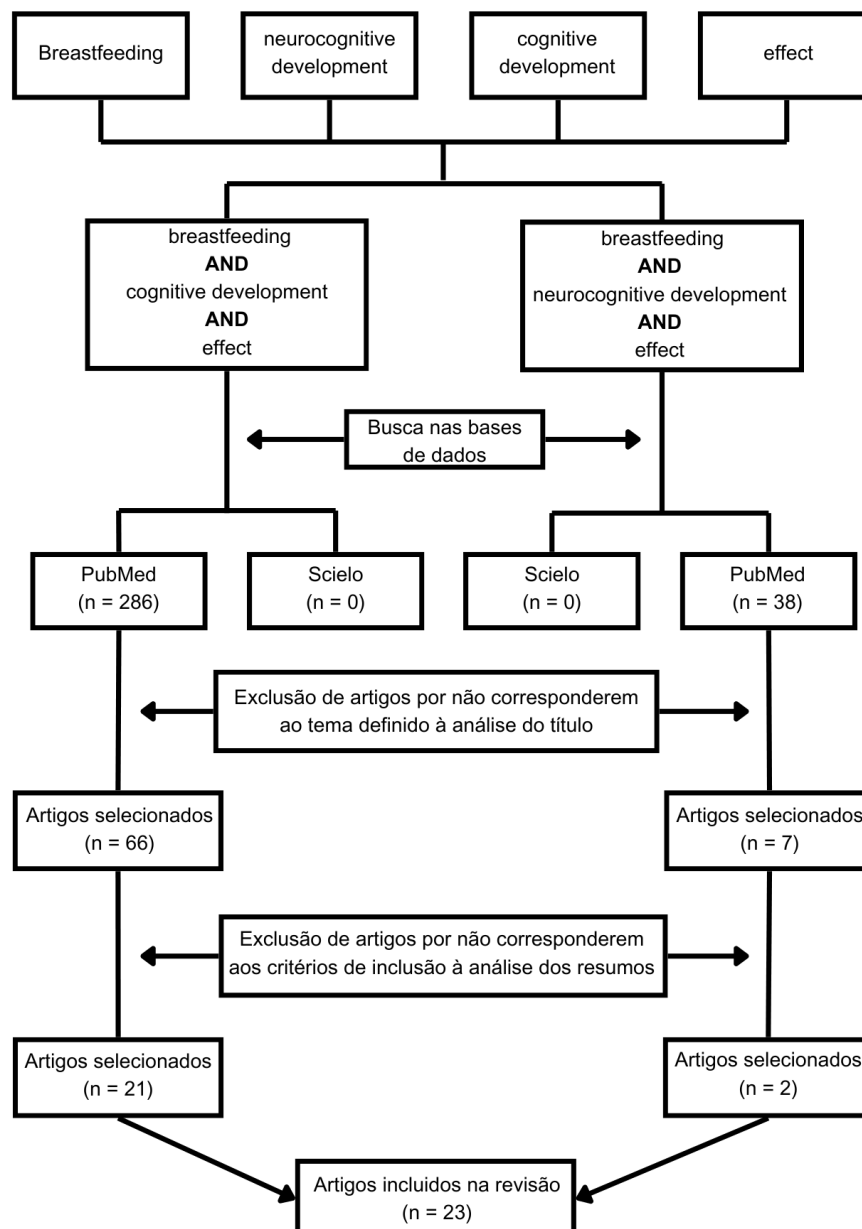 Breastfeeding
neurocognitive
development
cognitive
development
effect
breastfeeding
AND
cognitive development
AND
effect
breastfeeding
AND
neurocognitive development
AND
effect
Busca nas bases
de dados
PubMed
(n = 286)
Scielo
(n = 0)
Scielo
(n = 0)
PubMed
(n = 38)
Exclusão de artigos por não corresponderem
ao tema definido à análise do título
Artigos selecionados
(n = 66)
Artigos selecionados
(n = 7)
Exclusão de artigos por não corresponderem
aos critérios de inclusão à análise dos resumos
Artigos selecionados
(n = 21)
Artigos selecionados
(n = 2)
Artigos incluidos na revisão
(n = 23)